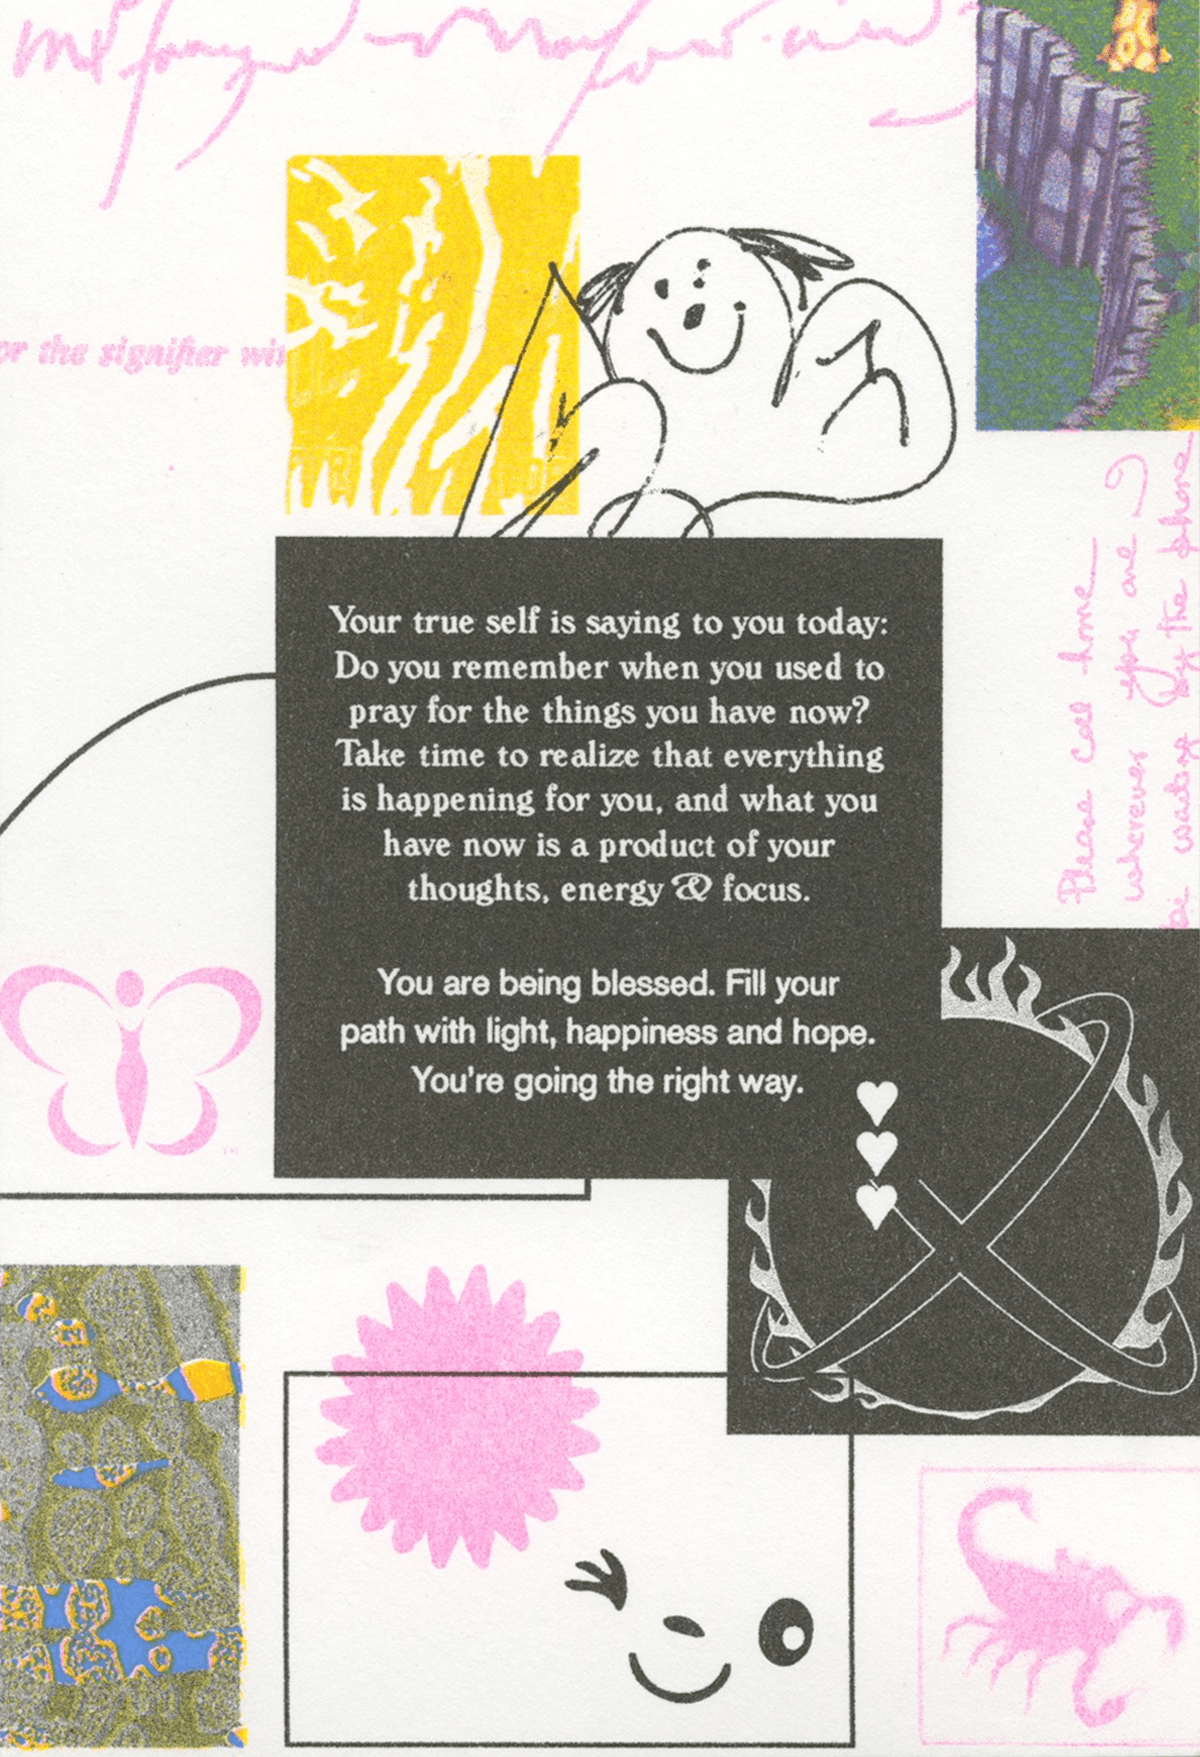 or the signifier wi
Your true self is saying to you today:
Do you remember when you used to
pray for the things you have now?
Take time to realize that everything
is happening for you, and what you
have now is a product of your
thoughts, energy & focus.
You are being blessed. Fill your
path with light, happiness and hope.
You're going the right way.
Please call home
wherever you are
by the phone
TM